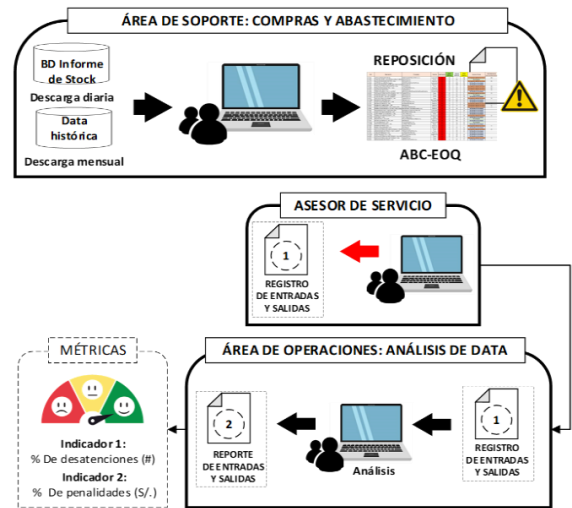 ÁREA DE SOPORTE: COMPRAS Y ABASTECIMIENTO
BD Informe
de Stock
Descarga diaria
Data
histórica
Descarga mensual
REPOSICIÓN
ABC-EOQ
ASESOR DE SERVICIO
1
REGISTRO
DE ENTRADAS
Y SALIDAS
MÉTRICAS
Indicador 1:
% De desatenciones (#)
Indicador 2:
% De penalidades (S/.)
ÁREA DE OPERACIONES: ANÁLISIS DE DATA
2
REPORTE
DE ENTRADAS
Y SALIDAS
Análisis
1
REGISTRO
DE ENTRADAS
Y SALIDAS